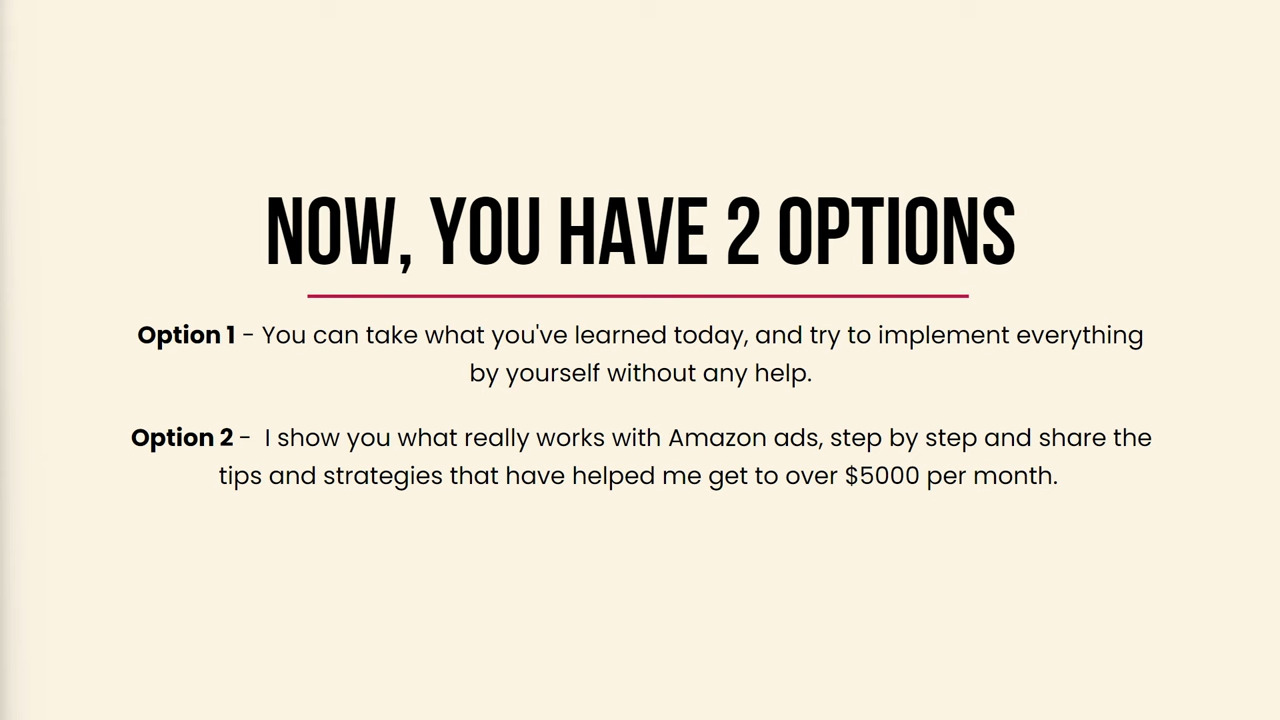 NOW, YOU HAVE 2 OPTIONS
Option 1 - You can take what you've learned today, and try to implement everything
by yourself without any help.
Option 2 - I show you what really works with Amazon ads, step by step and share the
tips and strategies that have helped me get to over $5000 per month.